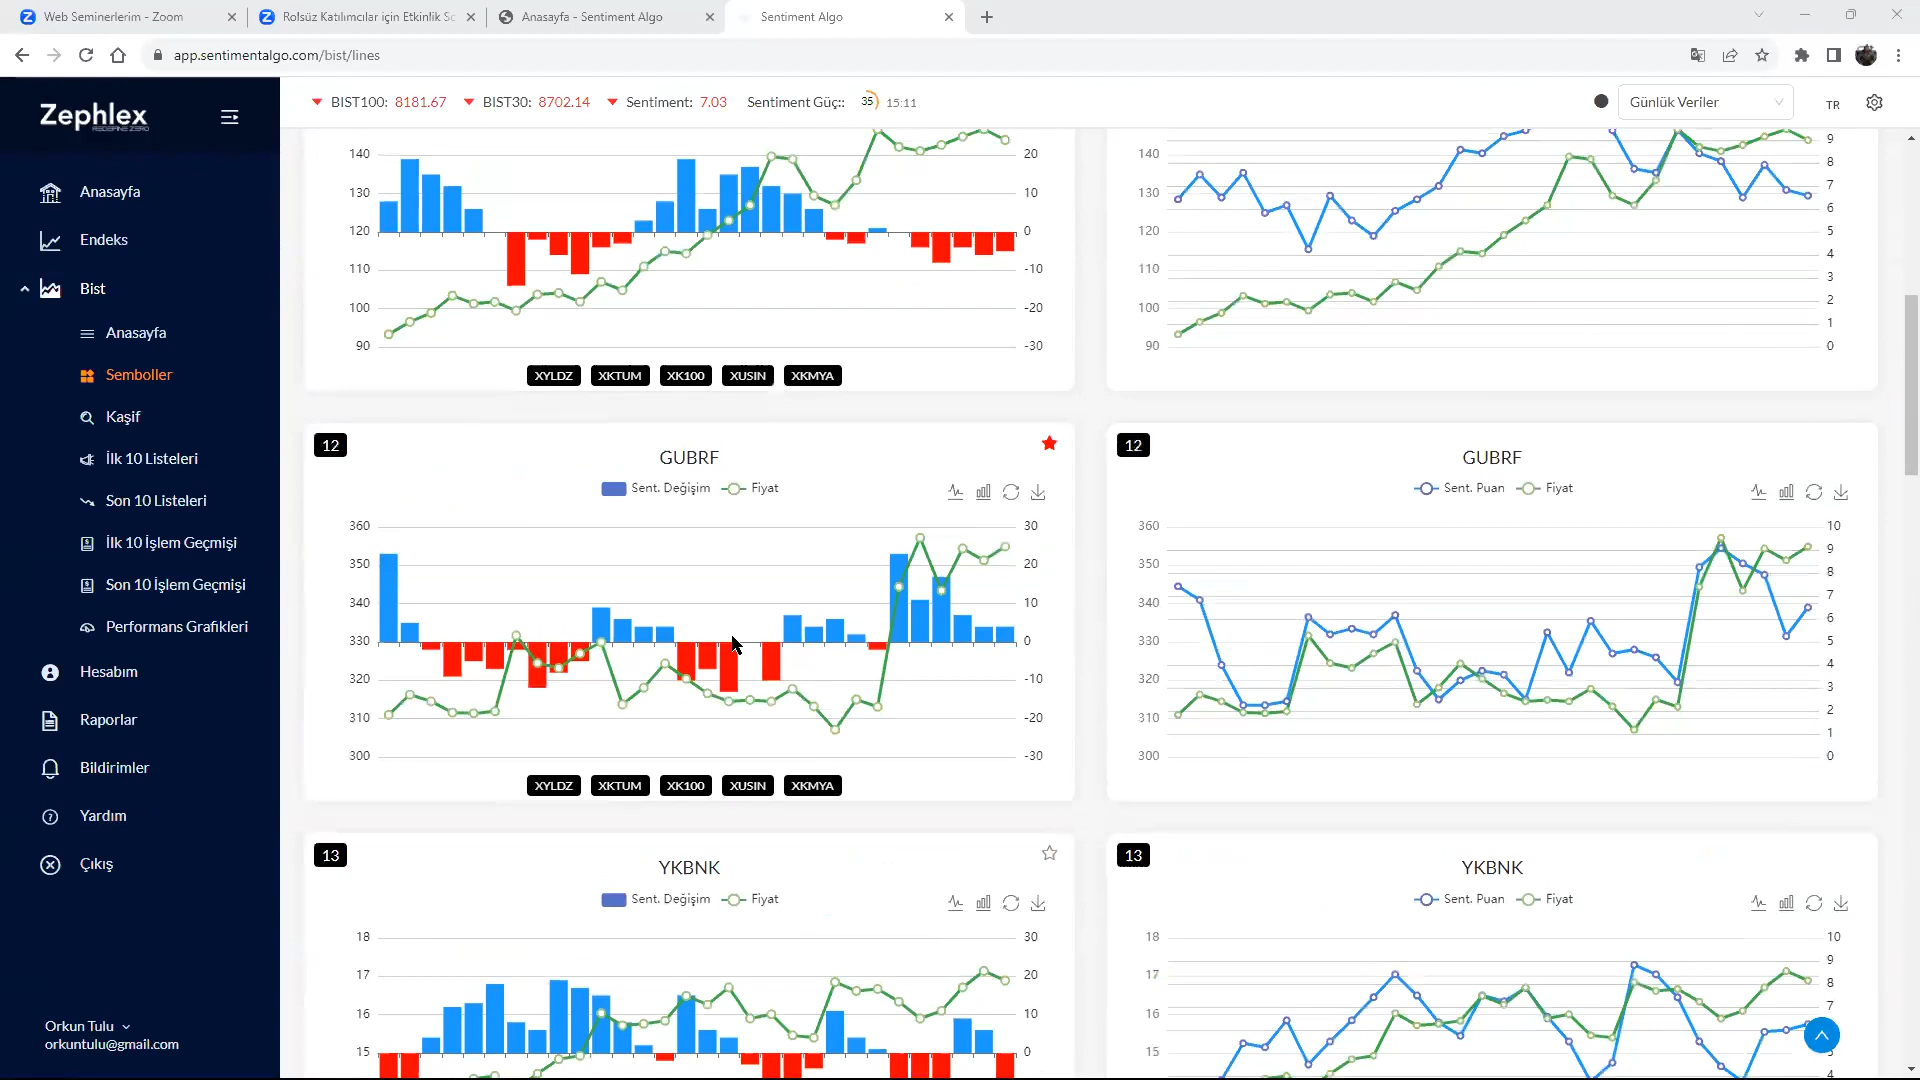 Web Seminerlerim - Zoom
Rolsüz Katılımcılar için Etkinlik Sc
Anasayfa - Sentiment Algo
Sentiment Algo
app.sentimentalgo.com/bist/lines
Zephlex
REDEFINE ZERO
BIST100: 8181.67 BIST30: 8702.14 Sentiment: 7.03 Sentiment Güç:: 35 15:11
Günlük Veriler
TR
Anasayfa
Endeks
Bist
Anasayfa
Semboller
Kaşif
İlk 10 Listeleri
Son 10 Listeleri
İlk 10 İşlem Geçmişi
Son 10 İşlem Geçmişi
Performans Grafikleri
Hesabım
Raporlar
Bildirimler
Yardım
Çıkış
Orkun Tulu
orkuntulu@gmail.com
140 20
130 10
120 0
110 -10
100 -20
90 -30
XYLDZ XKTUM XK100 XUSIN XKMYA
9
140 8
130 7
6
120 5
110 4
3
100 2
1
90 0
12
GUBRF
Sent. Değişim Fiyat
360 30
350 20
340 10
330 0
320 -10
310 -20
300 -30
XYLDZ XKTUM XK100 XUSIN XKMYA
12
GUBRF
Sent. Puan Fiyat
360 10
9
350 8
7
340 6
330 5
4
320 3
310 2
1
300 0
13
YKBNK
Sent. Değişim Fiyat
18 30
17 20
16 10
15 0
13
YKBNK
Sent. Puan Fiyat
18 10
9
17 8
7
16
15 5
4